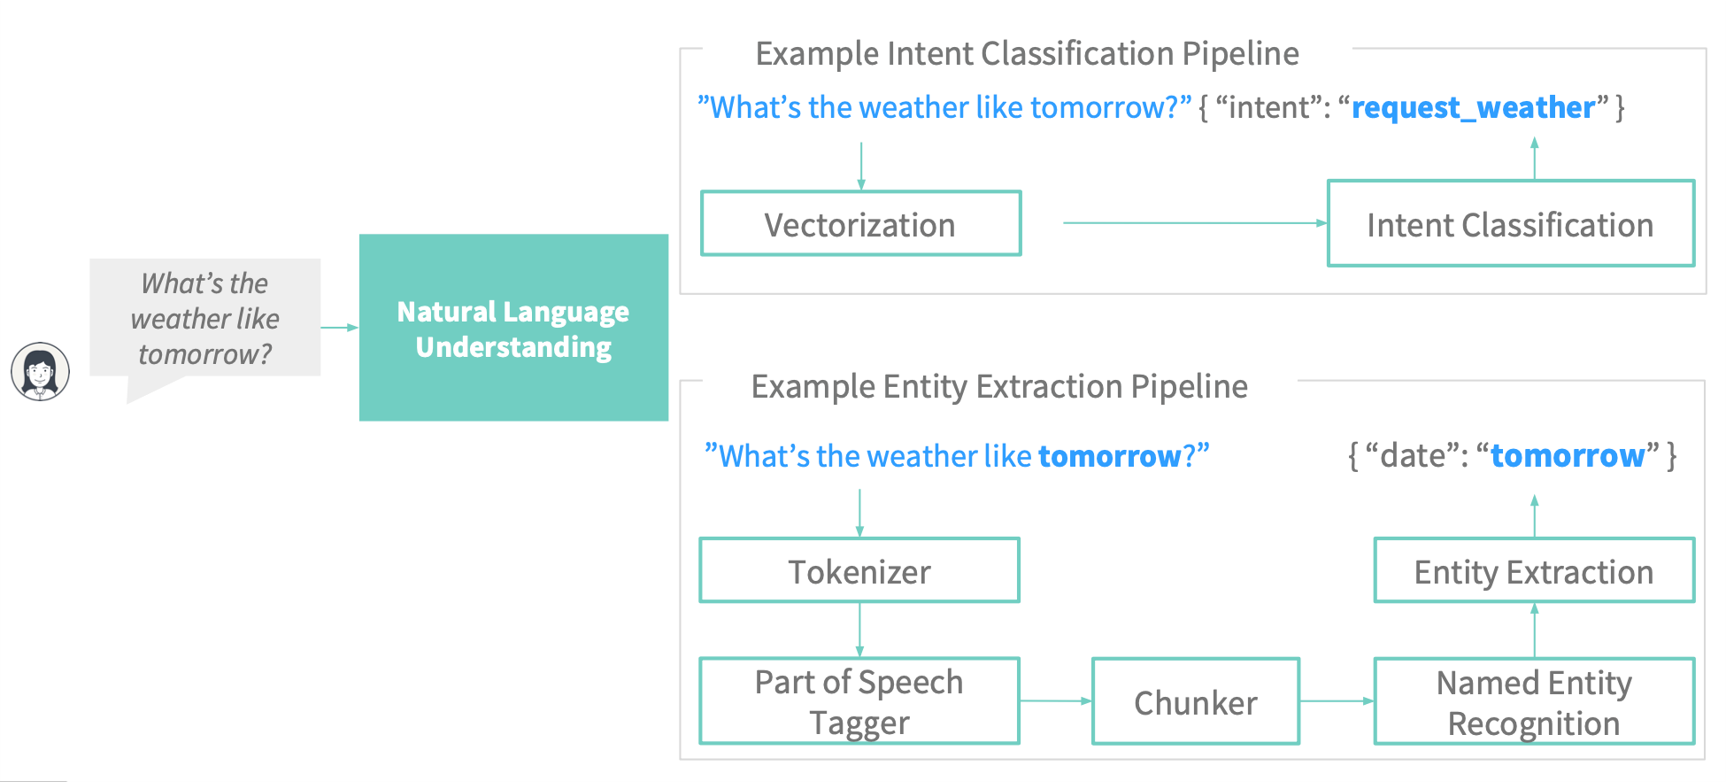 What’s the
weather like
tomorrow?
Natural Language
Understanding
Example Intent Classification Pipeline
”What’s the weather like tomorrow?” { “intent”: “request_weather” }
Vectorization
Intent Classification
Example Entity Extraction Pipeline
”What’s the weather like tomorrow?”
{ “date”: “tomorrow” }
Tokenizer
Entity Extraction
Part of Speech
Tagger
Chunker
Named Entity
Recognition